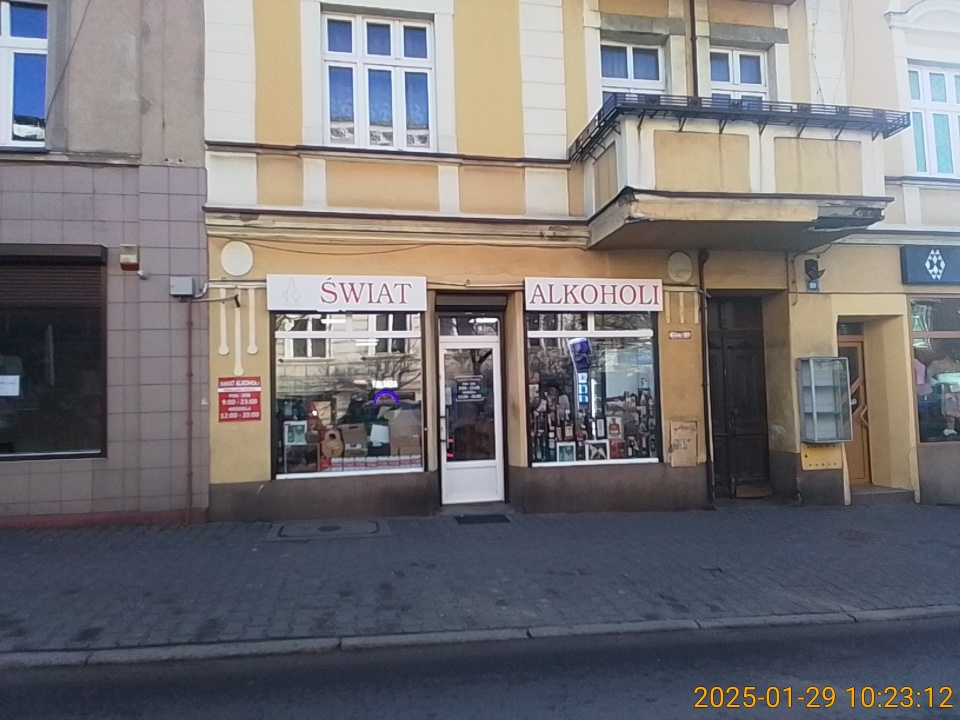 ŚWIAT
ALKOHOLI
ŚWIAT ALKOHOLI
PON - SOB
9:00 - 23:00
NIEDZIELA
12:00 - 20:00
2025-01-29 10:23:12